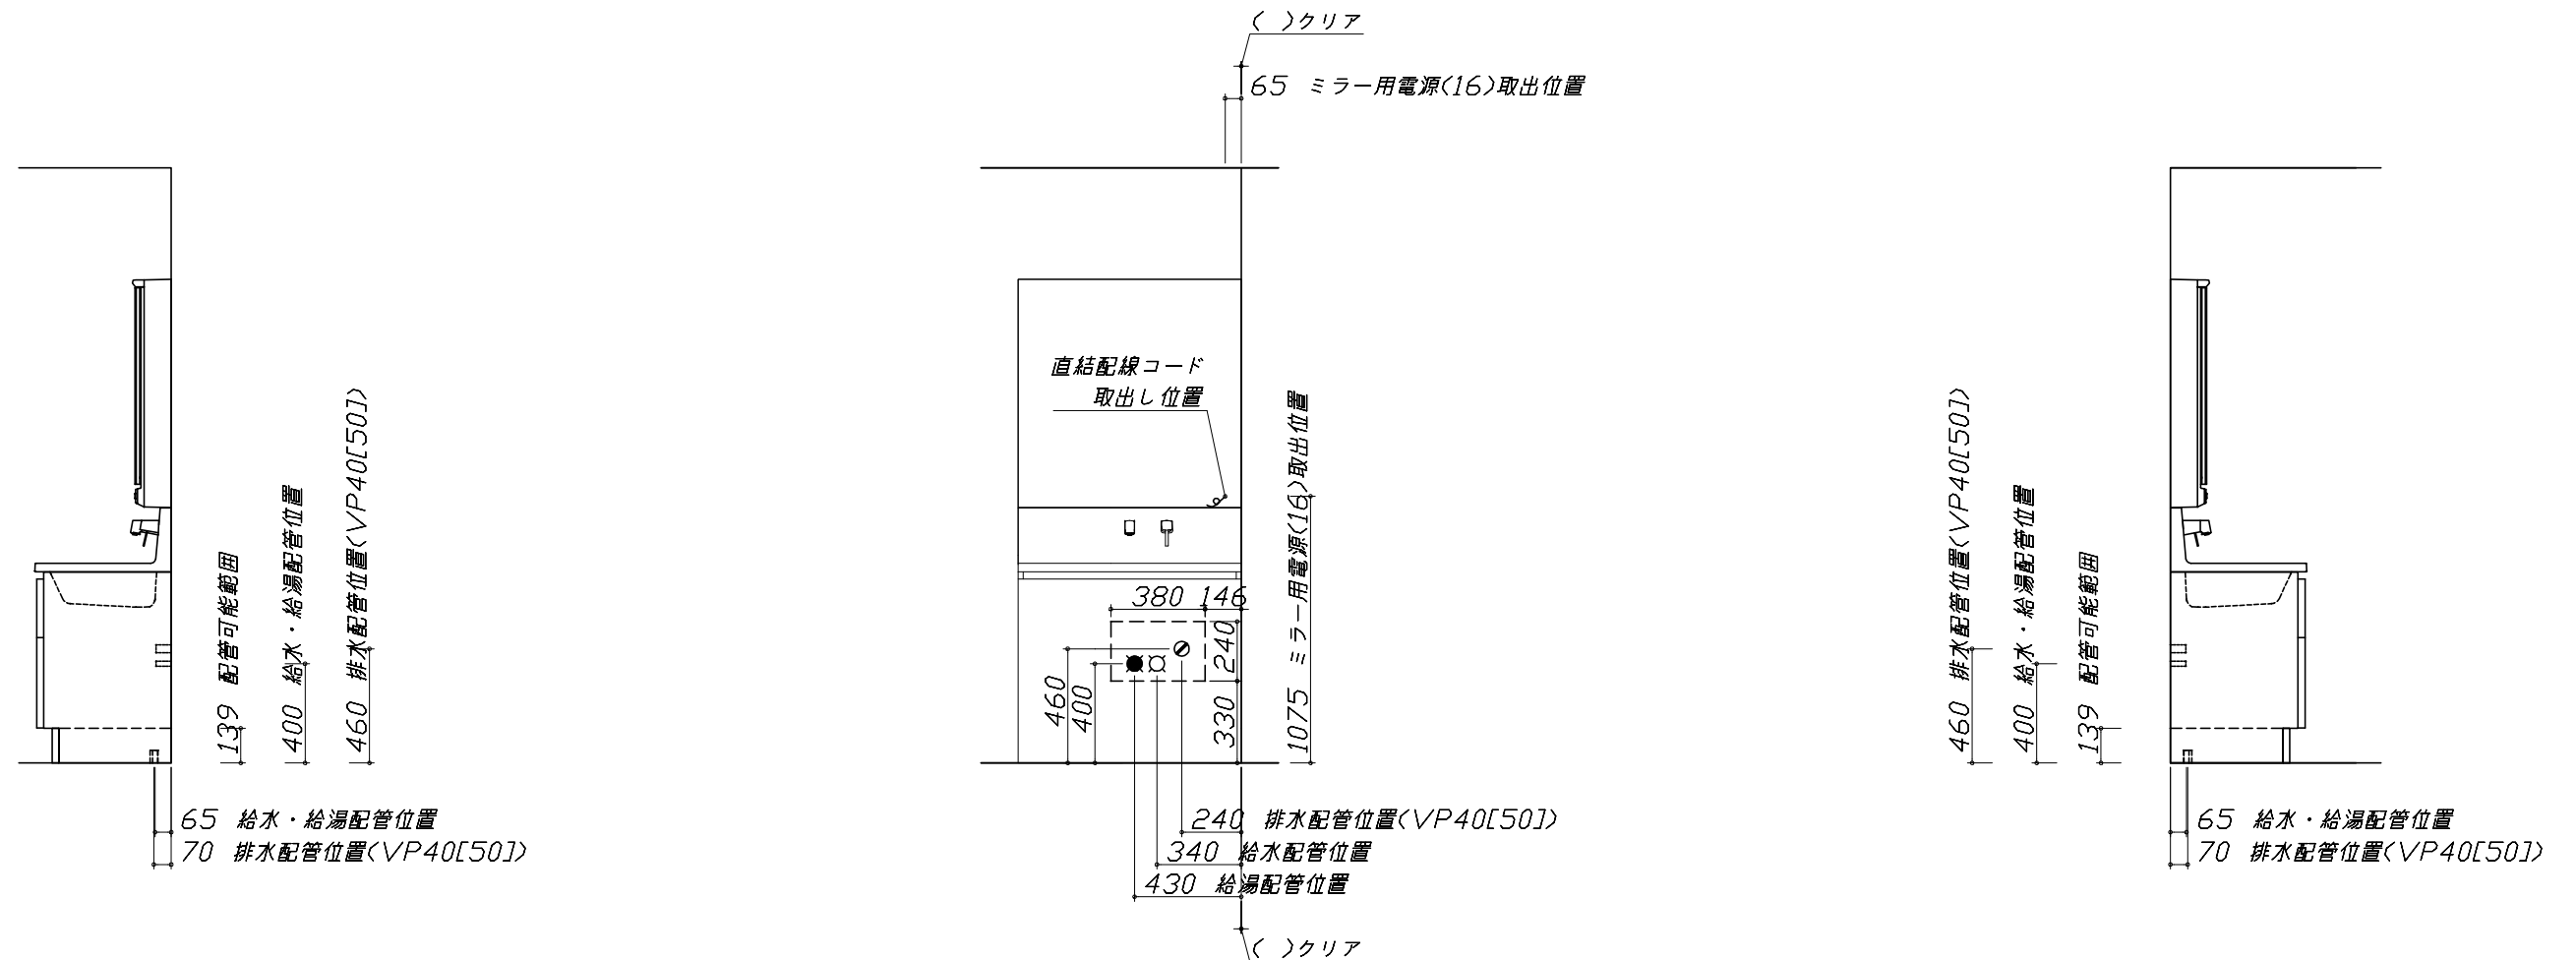 ( )クリア
65 ミラー用電源(16)取出位置
直結配線コード
取出し位置
1075 ミラー用電源(16)取出位置
380 146
240
330
460
400
139 配管可能範囲
400 給水・給湯配管位置
460 排水配管位置(VP40[50])
65 給水・給湯配管位置
70 排水配管位置(VP40[50])
240 排水配管位置(VP40[50])
340 給水配管位置
430 給湯配管位置
( )クリア
460 排水配管位置(VP40[50])
400 給水・給湯配管位置
139 配管可能範囲
65 給水・給湯配管位置
70 排水配管位置(VP40[50])